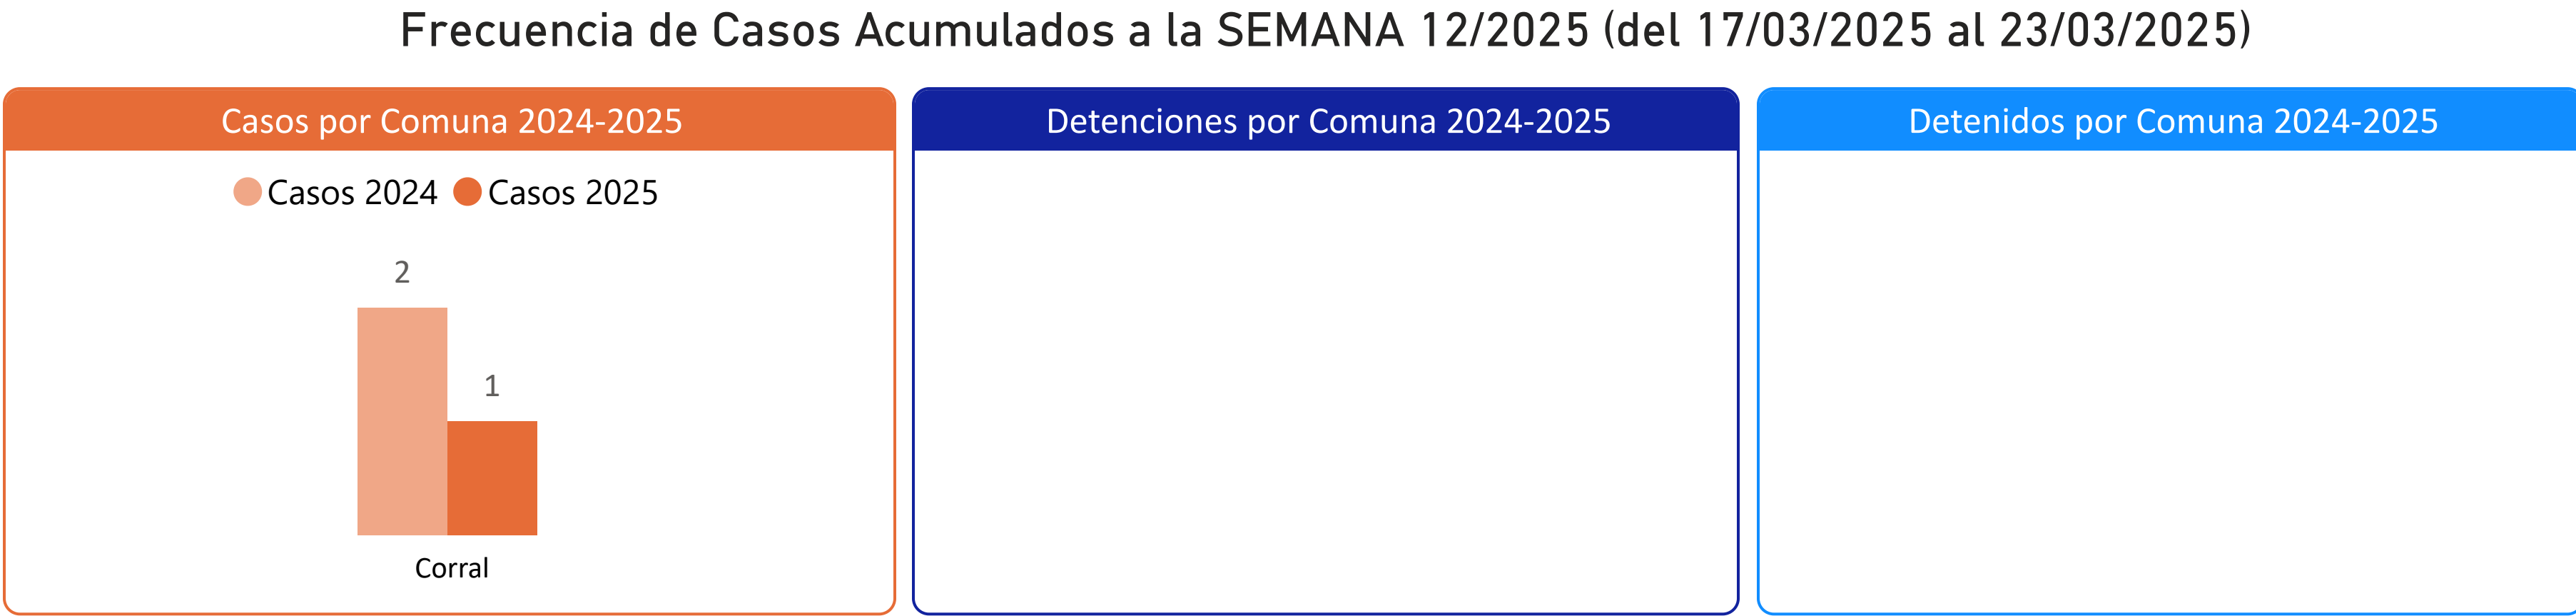 Frecuencia de Casos Acumulados a la SEMANA 12/2025 (del 17/03/2025 al 23/03/2025)
Casos por Comuna 2024-2025
Casos 2024 Casos 2025
2
1
Corral
Detenciones por Comuna 2024-2025
Detenidos por Comuna 2024-2025